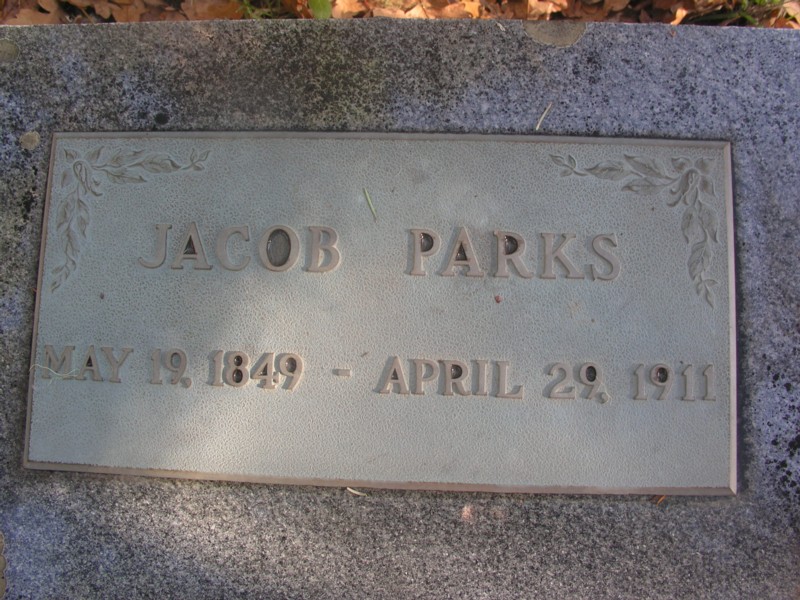 JACOB PARKS
MAY 19, 1849 - APRIL 29, 1911